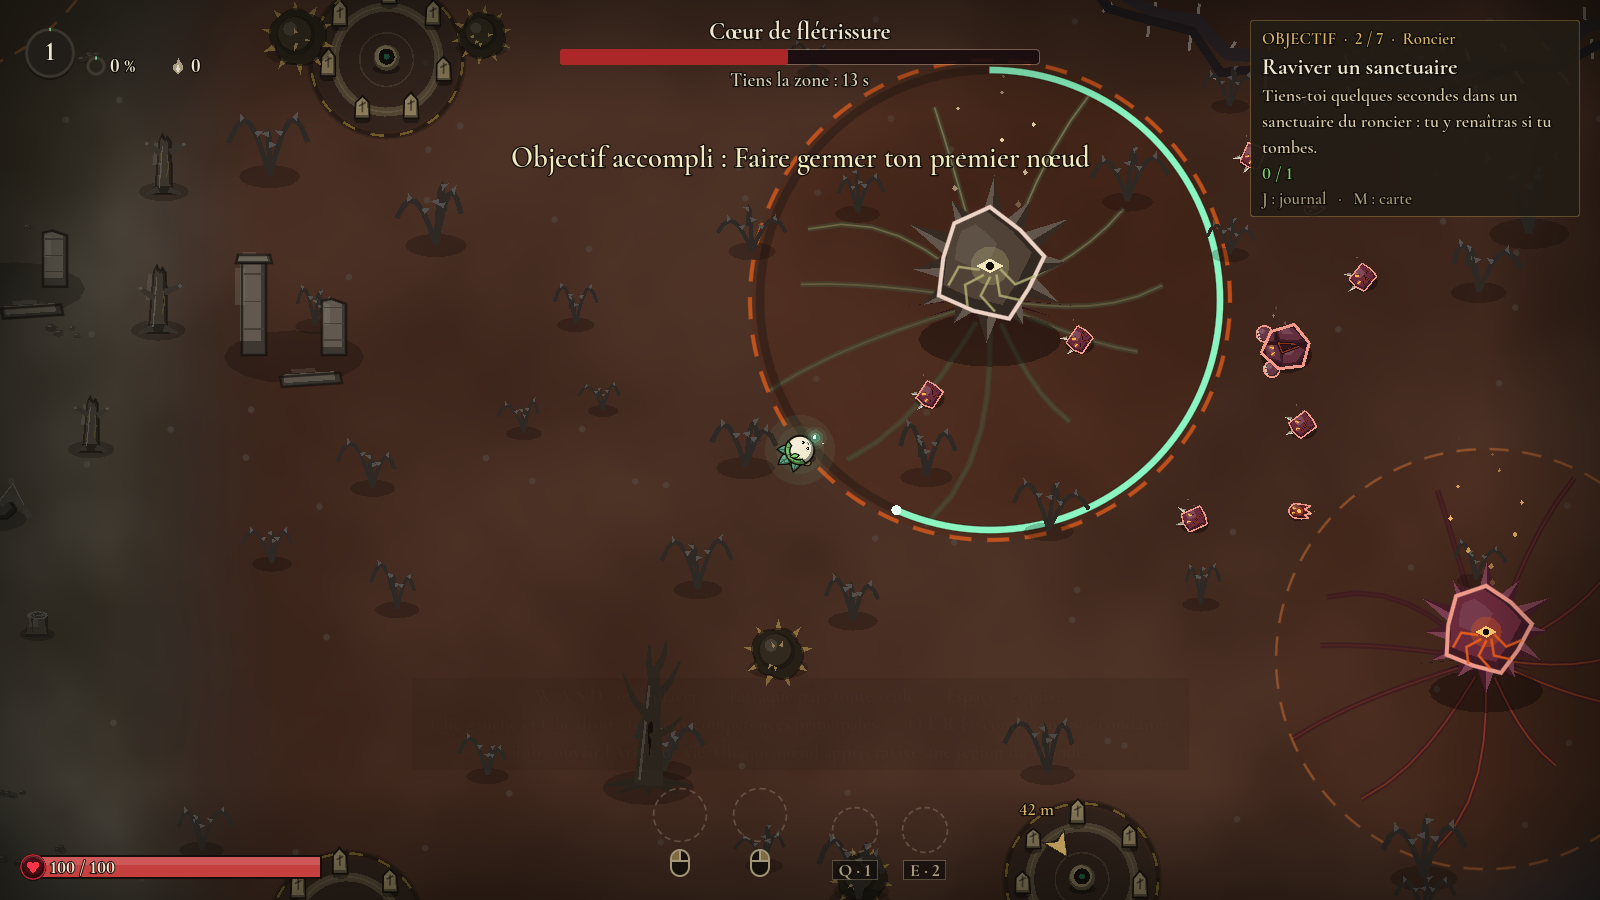 1
0 %
0
Cœur de flétrissure
Tiens la zone : 13 s
Objectif accompli : Faire germer ton premier nœud
OBJECTIF · 2 / 7 · Roncier
Raviver un sanctuaire
Tiens-toi quelques secondes dans un
sanctuaire du roncier : tu y renaîtras si tu
tombes.
0 / 1
J : journal · M : carte
42 m
100 / 100
Q · 1
E · 2